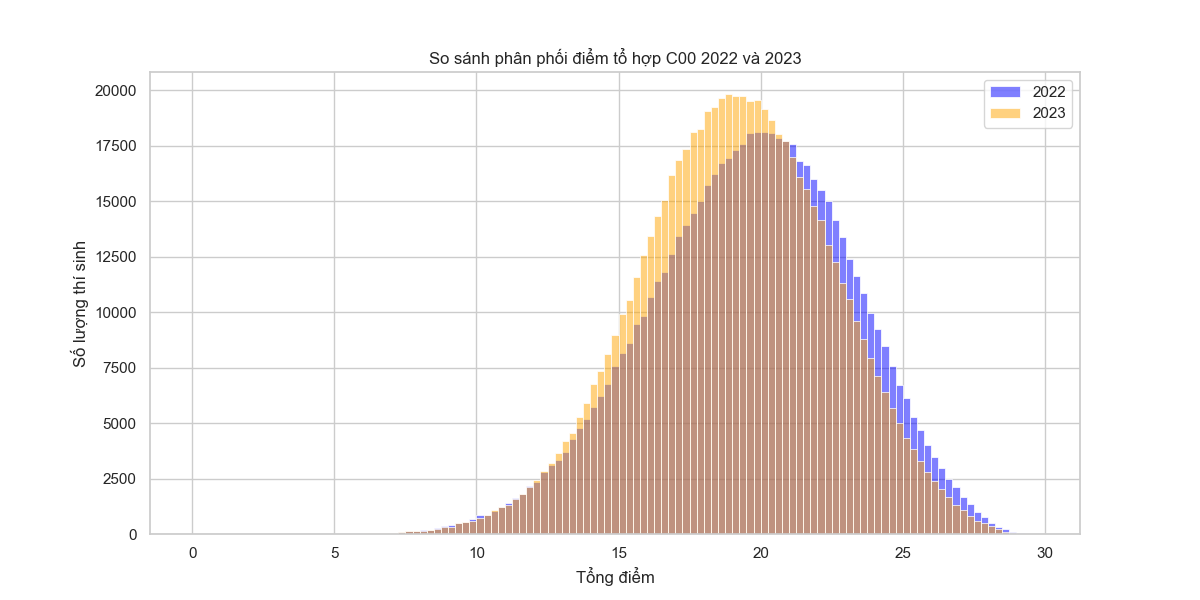 So sánh phân phối điểm tổ hợp C00 2022 và 2023
2022
2023
Số lượng thí sinh
20000
17500
15000
12500
10000
7500
5000
2500
0
0 5 10 15 20 25 30
Tổng điểm